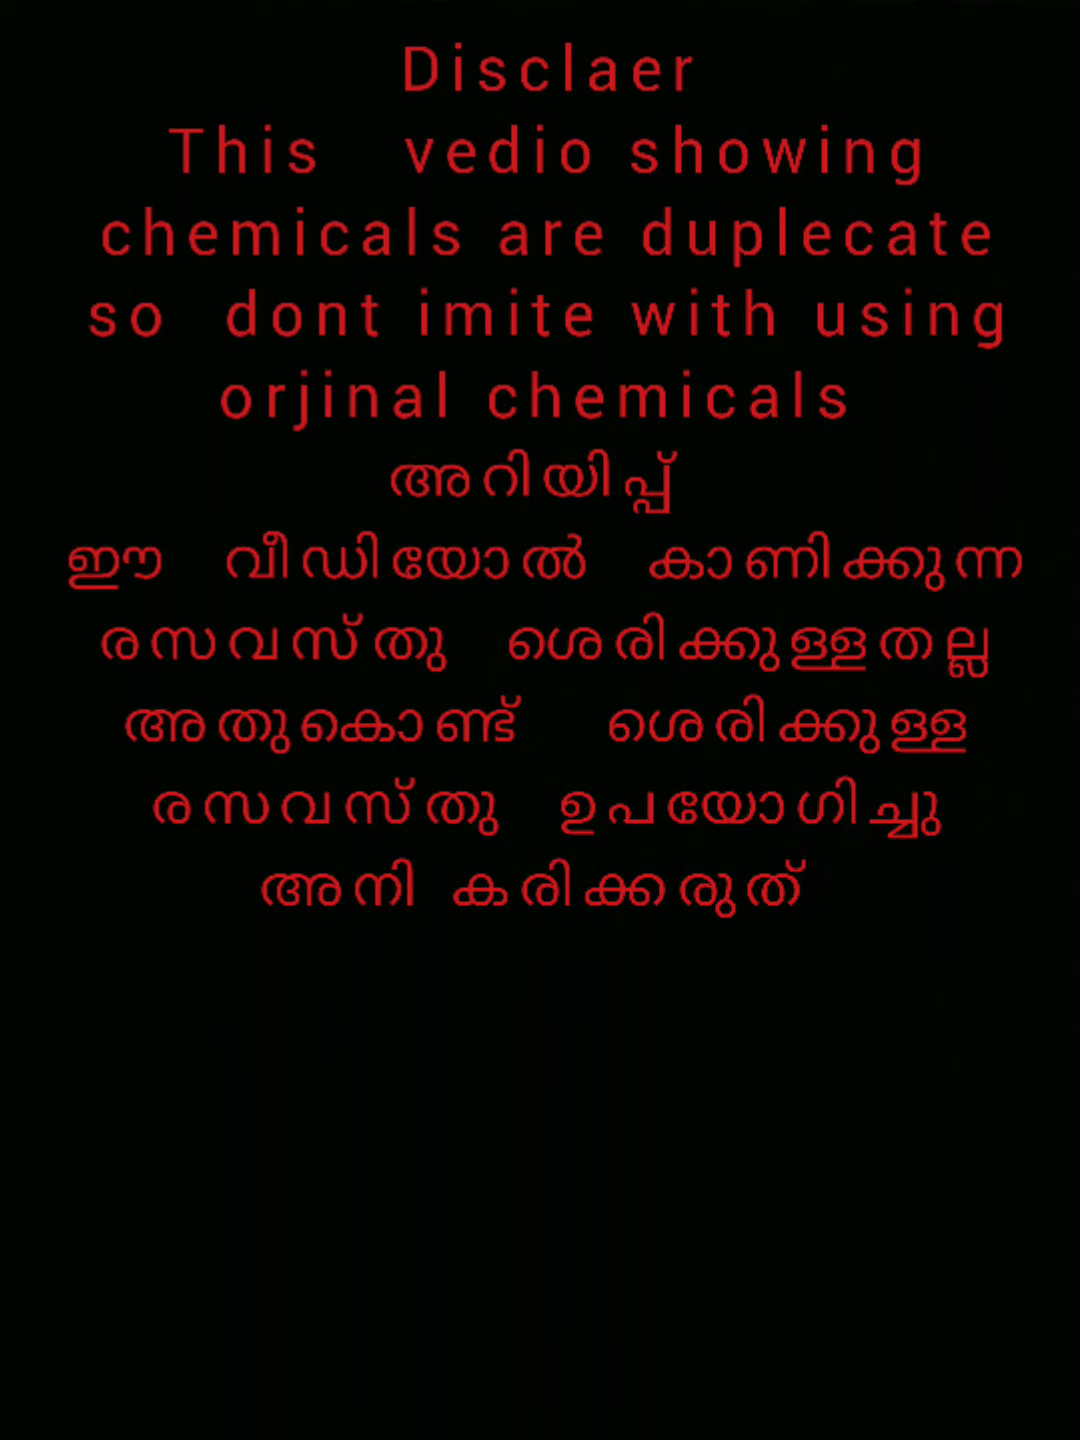 Disclaer
This vedio showing
chemicals are duplecate
so dont imite with using
orjinal chemicals
അറിയിപ്പ്
ഈ വീഡിയോൽ കാണിക്കുന്ന
രസവസ്തു ശെരിക്കുള്ളതല്ല
അതുകൊണ്ട് ശെരിക്കുള്ള
രസവസ്തു ഉപയോഗിച്ചു
അനി കരിക്കരുത്